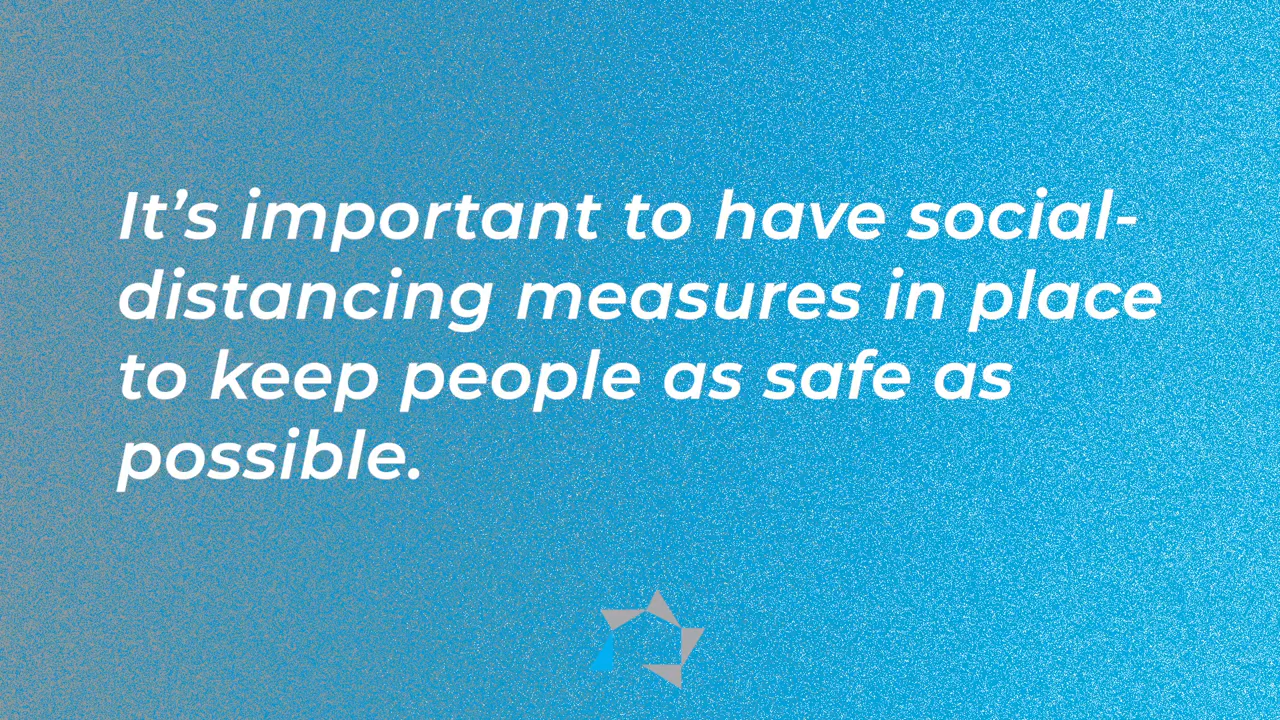 It’s important to have social-
distancing measures in place
to keep people as safe as
possible.